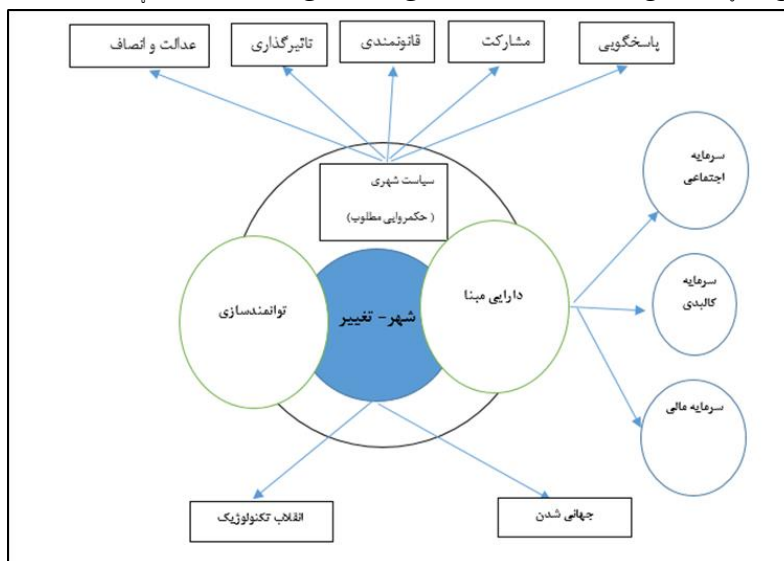 پاسخگویی
مشارکت
قانونمندی
تاثیرگذاری
عدالت و انصاف
سیاست شهری
( حکمروایی مطلوب)
سرمایه
اجتماعی
دارایی مبنا
شهر- تغییر
توانمندسازی
سرمایه
کالبدی
سرمایه مالی
جهانی شدن
انقلاب تکنولوژیک